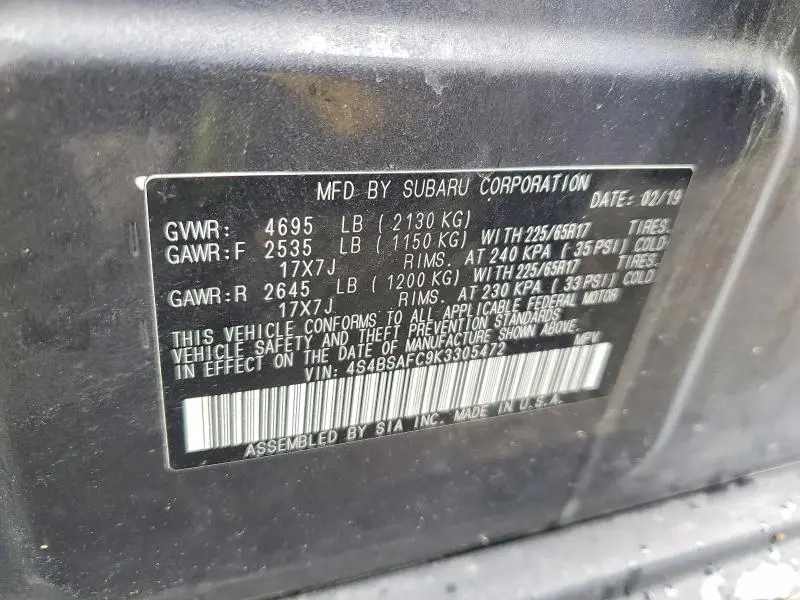 MFD BY SUBARU CORPORATION DATE: 02/19
GVWR: 4695 LB ( 2130 KG)
GAWR:F 2535 LB ( 1150 KG) WITH 225/65R17 TIRES.
17X7J RIMS. AT 240 KPA ( 35 PSI) COLD
GAWR:R 2645 LB ( 1200 KG) WITH 225/65R17 TIRES.
17X7J RIMS. AT 230 KPA ( 33 PSI) COLD.
THIS VEHICLE CONFORMS TO ALL APPLICABLE FEDERAL MOTOR
VEHICLE SAFETY AND THEFT PREVENTION STANDARDS
IN EFFECT ON THE DATE OF MANUFACTURE SHOWN ABOVE.
VIN: 4S4BSAFC9K3305472 MPV
ASSEMBLED BY SIA INC. MADE IN U.S.A.